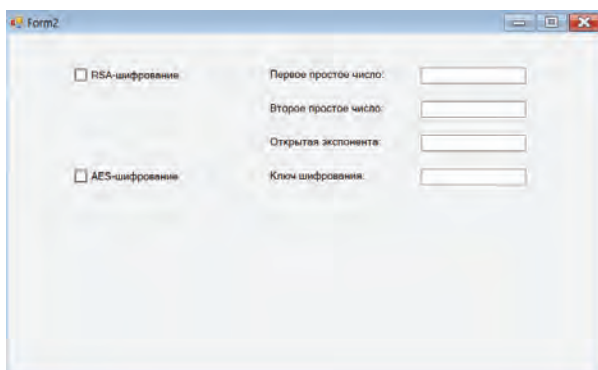 Form2
RSA-шифрование Первое простое число:
Второе простое число:
Открытая экспонента:
AES-шифрование Ключ шифрования: